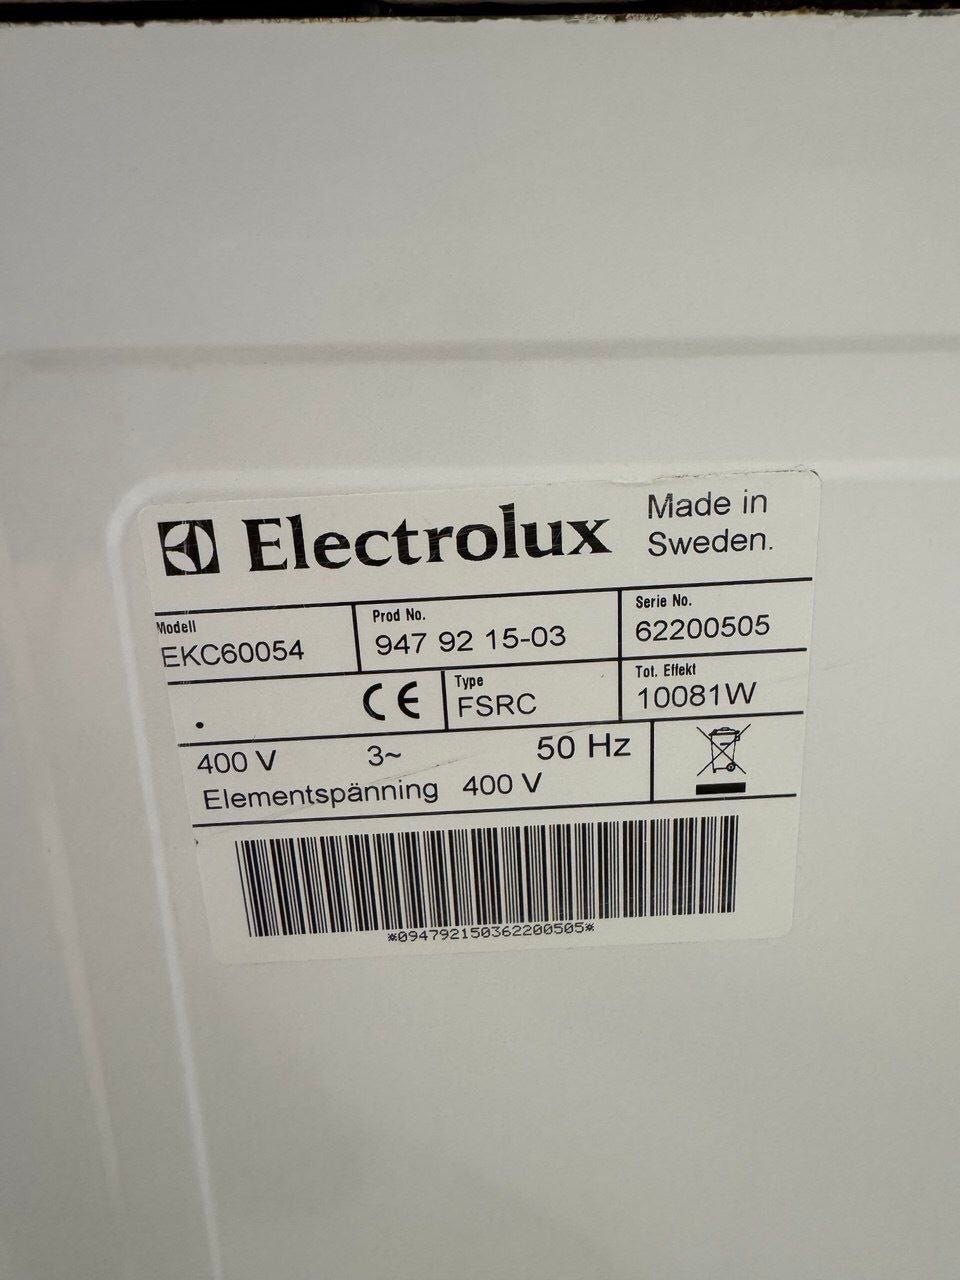 Electrolux
Made in
Sweden.
Modell
EKC60054
Prod No.
947 92 15-03
Serie No.
62200505
CE
Type
FSRC
Tot. Effekt
10081W
400 V 3~ 50 Hz
Elementspänning 400 V
*094792150362200505*